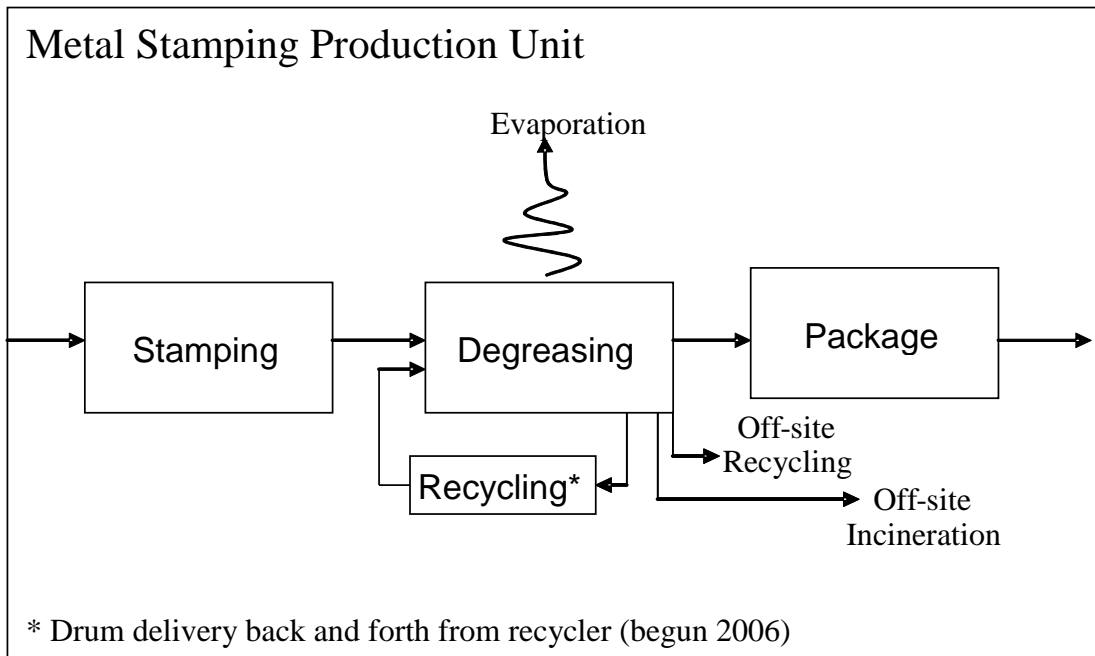 Metal Stamping Production Unit
Evaporation
Stamping
Degreasing
Package
Recycling*
Off-site
Recycling
Off-site
Incineration
* Drum delivery back and forth from recycler (begun 2006)